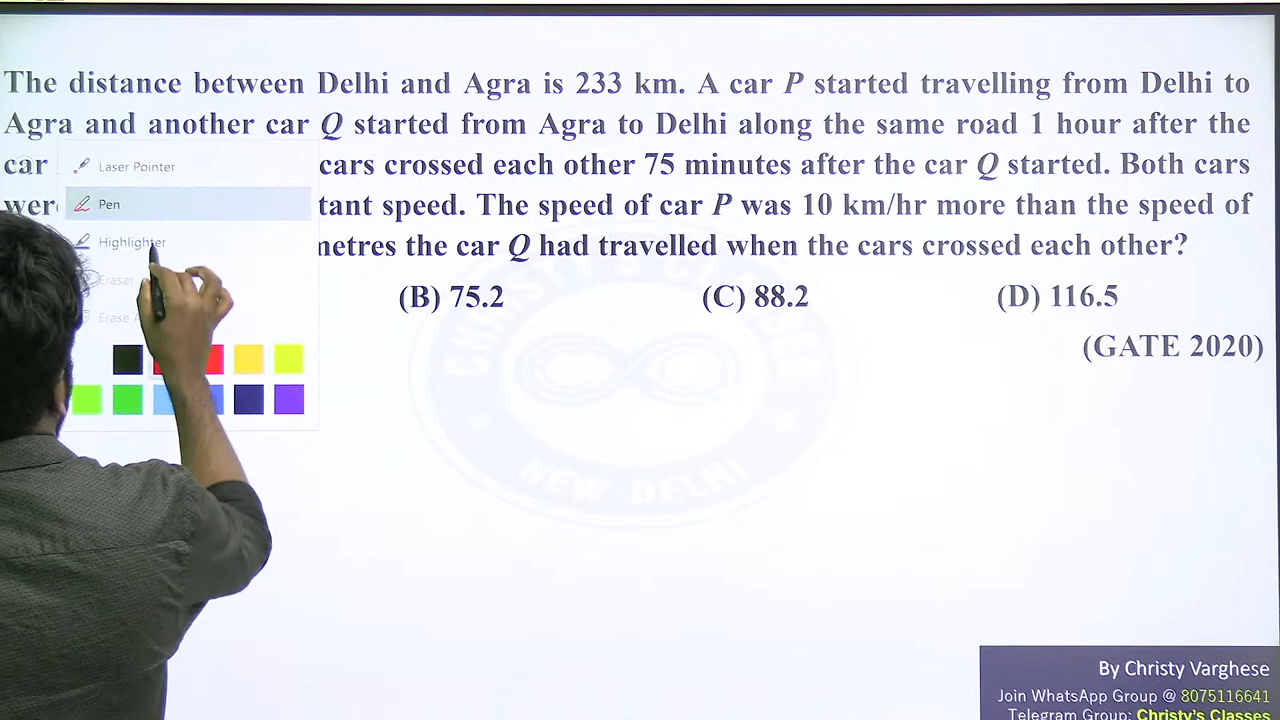 The distance between Delhi and Agra is 233 km. A car P started travelling from Delhi to
Agra and another car Q started from Agra to Delhi along the same road 1 hour after the
car cars crossed each other 75 minutes after the car Q started. Both cars
tant speed. The speed of car P was 10 km/hr more than the speed of
the car Q had travelled when the cars crossed each other?
Laser Pointer
Pen
Highlighter
Eraser
Erase
(B) 75.2 (C) 88.2 (D) 116.5
(GATE 2020)
NEW DELHI
By Christy Varghese
Join WhatsApp Group @ 8075116641
Telegram Group: Christy's Classes